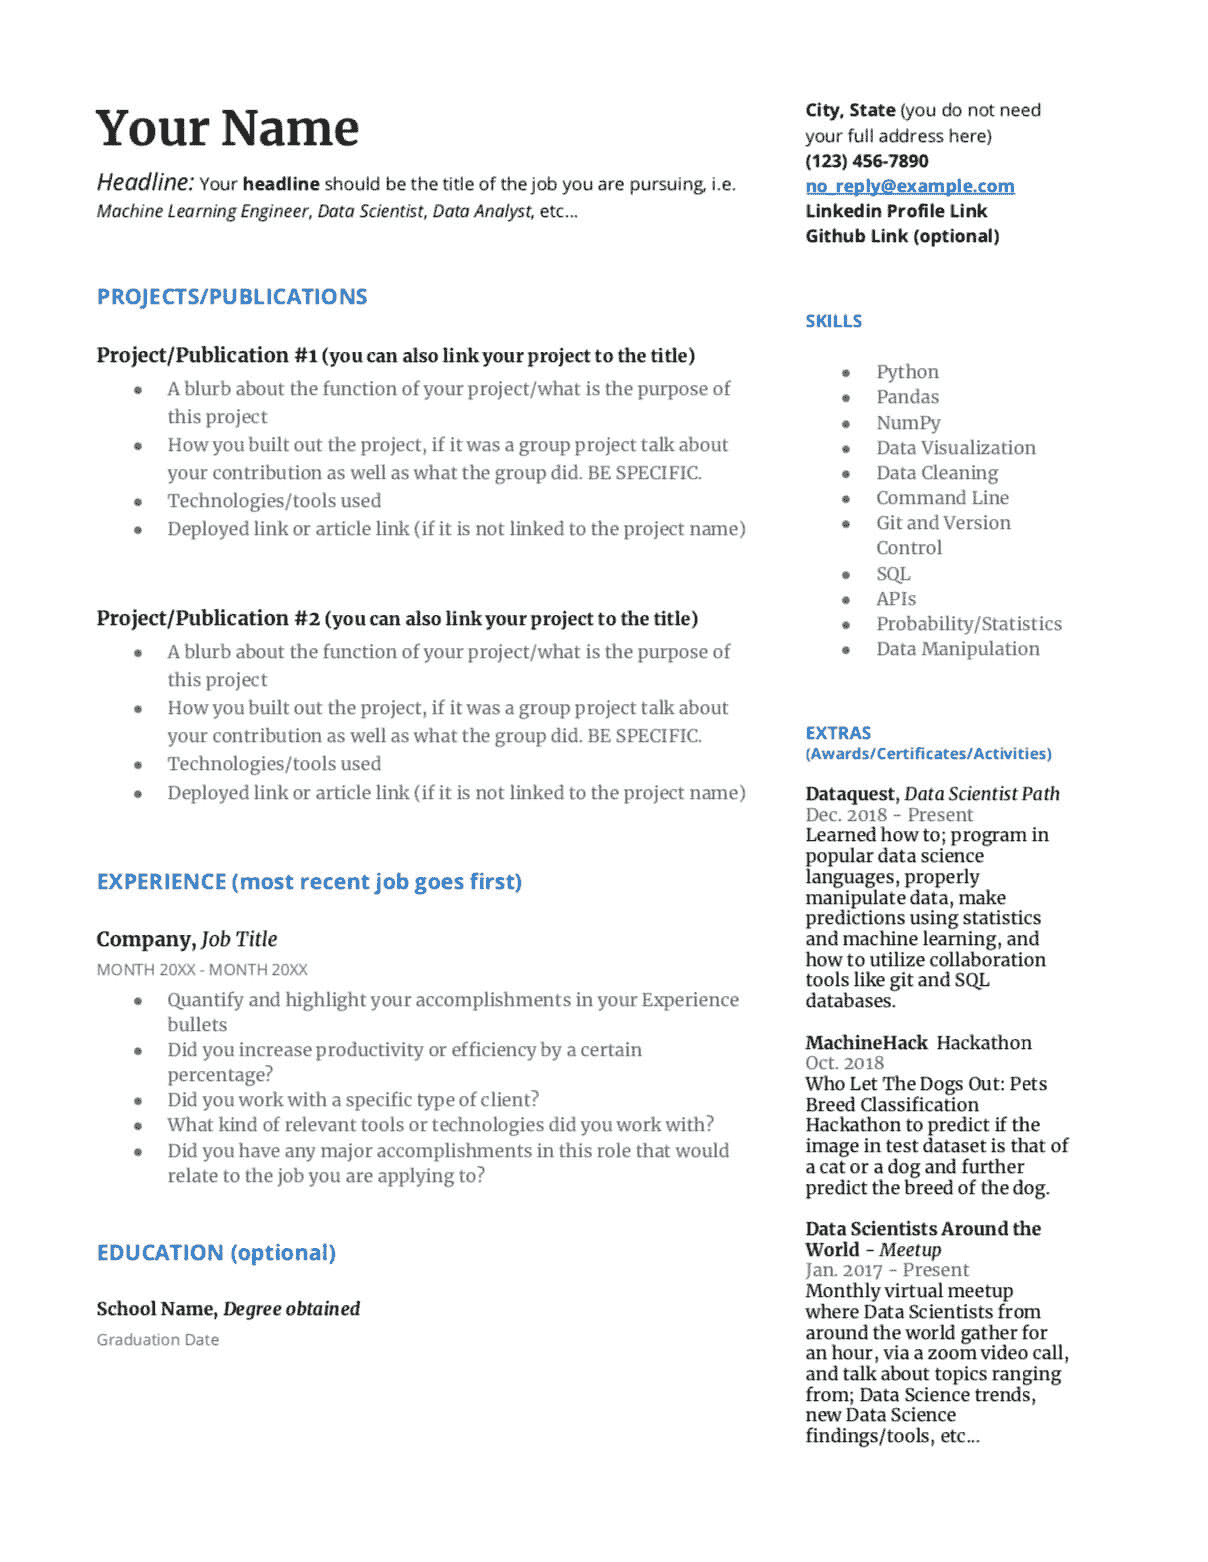 Your Name
Headline: Your headline should be the title of the job you are pursuing, i.e.
Machine Learning Engineer, Data Scientist, Data Analyst, etc...
PROJECTS/PUBLICATIONS
Project/Publication #1 (you can also link your project to the title)
● A blurb about the function of your project/what is the purpose of
this project
● How you built out the project, if it was a group project talk about
your contribution as well as what the group did. BE SPECIFIC.
● Technologies/tools used
● Deployed link or article link (if it is not linked to the project name)
Project/Publication #2 (you can also link your project to the title)
● A blurb about the function of your project/what is the purpose of
this project
● How you built out the project, if it was a group project talk about
your contribution as well as what the group did. BE SPECIFIC.
● Technologies/tools used
● Deployed link or article link (if it is not linked to the project name)
EXPERIENCE (most recent job goes first)
Company, Job Title
MONTH 20XX - MONTH 20XX
● Quantify and highlight your accomplishments in your Experience
bullets
● Did you increase productivity or efficiency by a certain
percentage?
● Did you work with a specific type of client?
● What kind of relevant tools or technologies did you work with?
● Did you have any major accomplishments in this role that would
relate to the job you are applying to?
EDUCATION (optional)
School Name, Degree obtained
Graduation Date
City, State (you do not need
your full address here)
(123) 456-7890
no_reply@example.com
Linkedin Profile Link
Github Link (optional)
SKILLS
● Python
● Pandas
● NumPy
● Data Visualization
● Data Cleaning
● Command Line
● Git and Version
Control
● SQL
● APIs
● Probability/Statistics
● Data Manipulation
EXTRAS
(Awards/Certificates/Activities)
Dataquest, Data Scientist Path
Dec. 2018 - Present
Learned how to; program in
popular data science
languages, properly
manipulate data, make
predictions using statistics
and machine learning, and
how to utilize collaboration
tools like git and SQL
databases.
MachineHack Hackathon
Oct. 2018
Who Let The Dogs Out: Pets
Breed Classification
Hackathon to predict if the
image in test dataset is that of
a cat or a dog and further
predict the breed of the dog.
Data Scientists Around the
World - Meetup
Jan. 2017 - Present
Monthly virtual meetup
where Data Scientists from
around the world gather for
an hour, via a zoom video call,
and talk about topics ranging
from; Data Science trends,
new Data Science
findings/tools, etc...